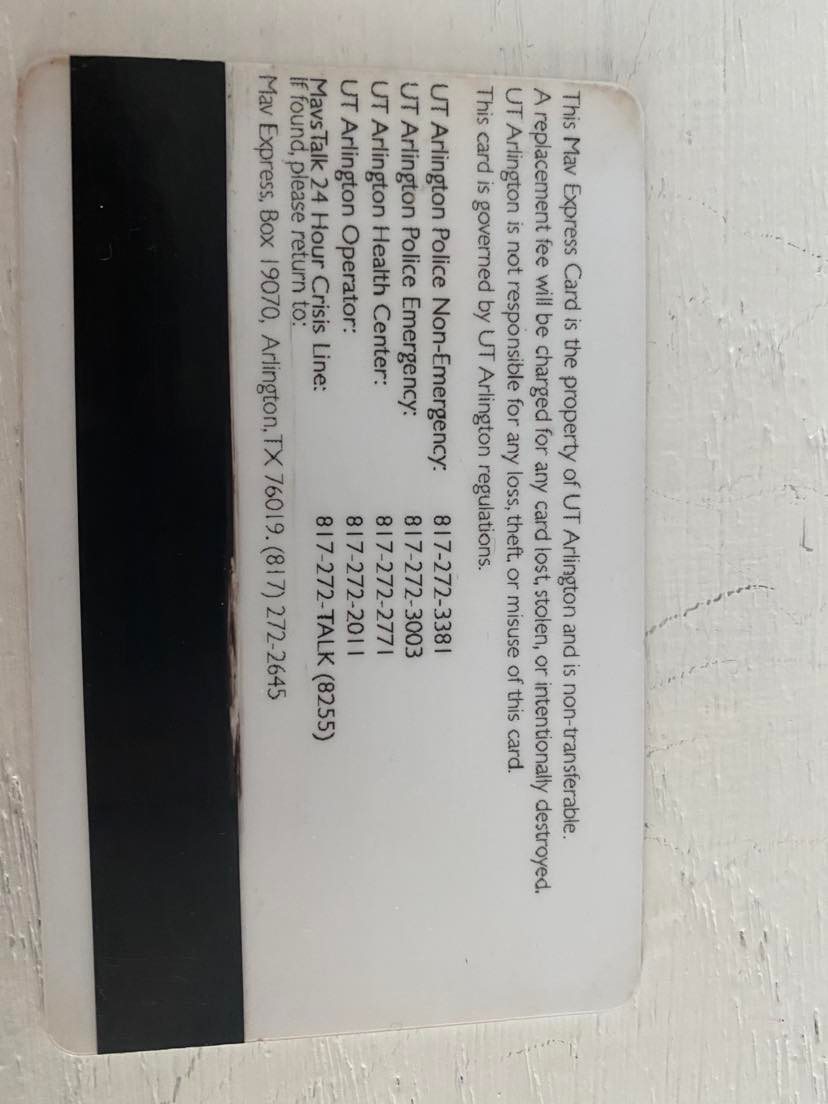 This Mav Express Card is the property of UT Arlington and is non-transferable.
A replacement fee will be charged for any card lost, stolen, or intentionally destroyed.
UT Arlington is not responsible for any loss, theft, or misuse of this card.
This card is governed by UT Arlington regulations.
UT Arlington Police Non-Emergency: 817-272-3381
UT Arlington Police Emergency: 817-272-3003
UT Arlington Health Center: 817-272-2771
UT Arlington Operator: 817-272-2011
Mavs Talk 24 Hour Crisis Line: 817-272-TALK (8255)
If found, please return to:
Mav Express, Box 19070, Arlington, TX 76019. (817) 272-2645